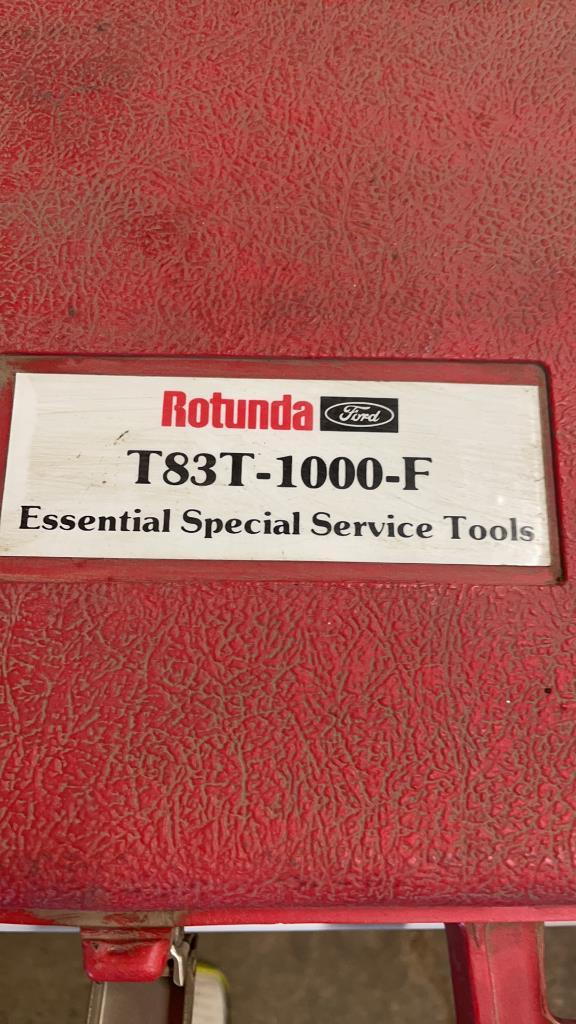 Rotunda Ford
T83T-1000-F
Essential Special Service Tools